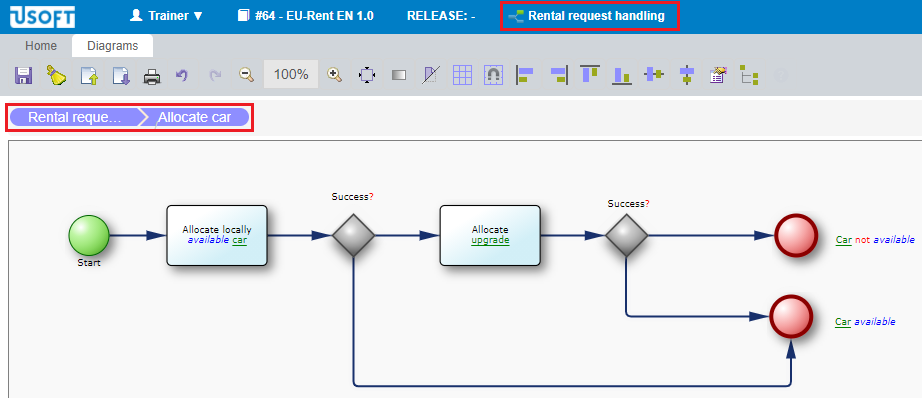 USOFT
Trainer
#64 - EU-Rent EN 1.0
RELEASE: -
Rental request handling
Home
Diagrams
100%
Rental reque...
Allocate car
Start
Allocate locally
available car
Success?
Allocate
upgrade
Success?
Car not available
Car available